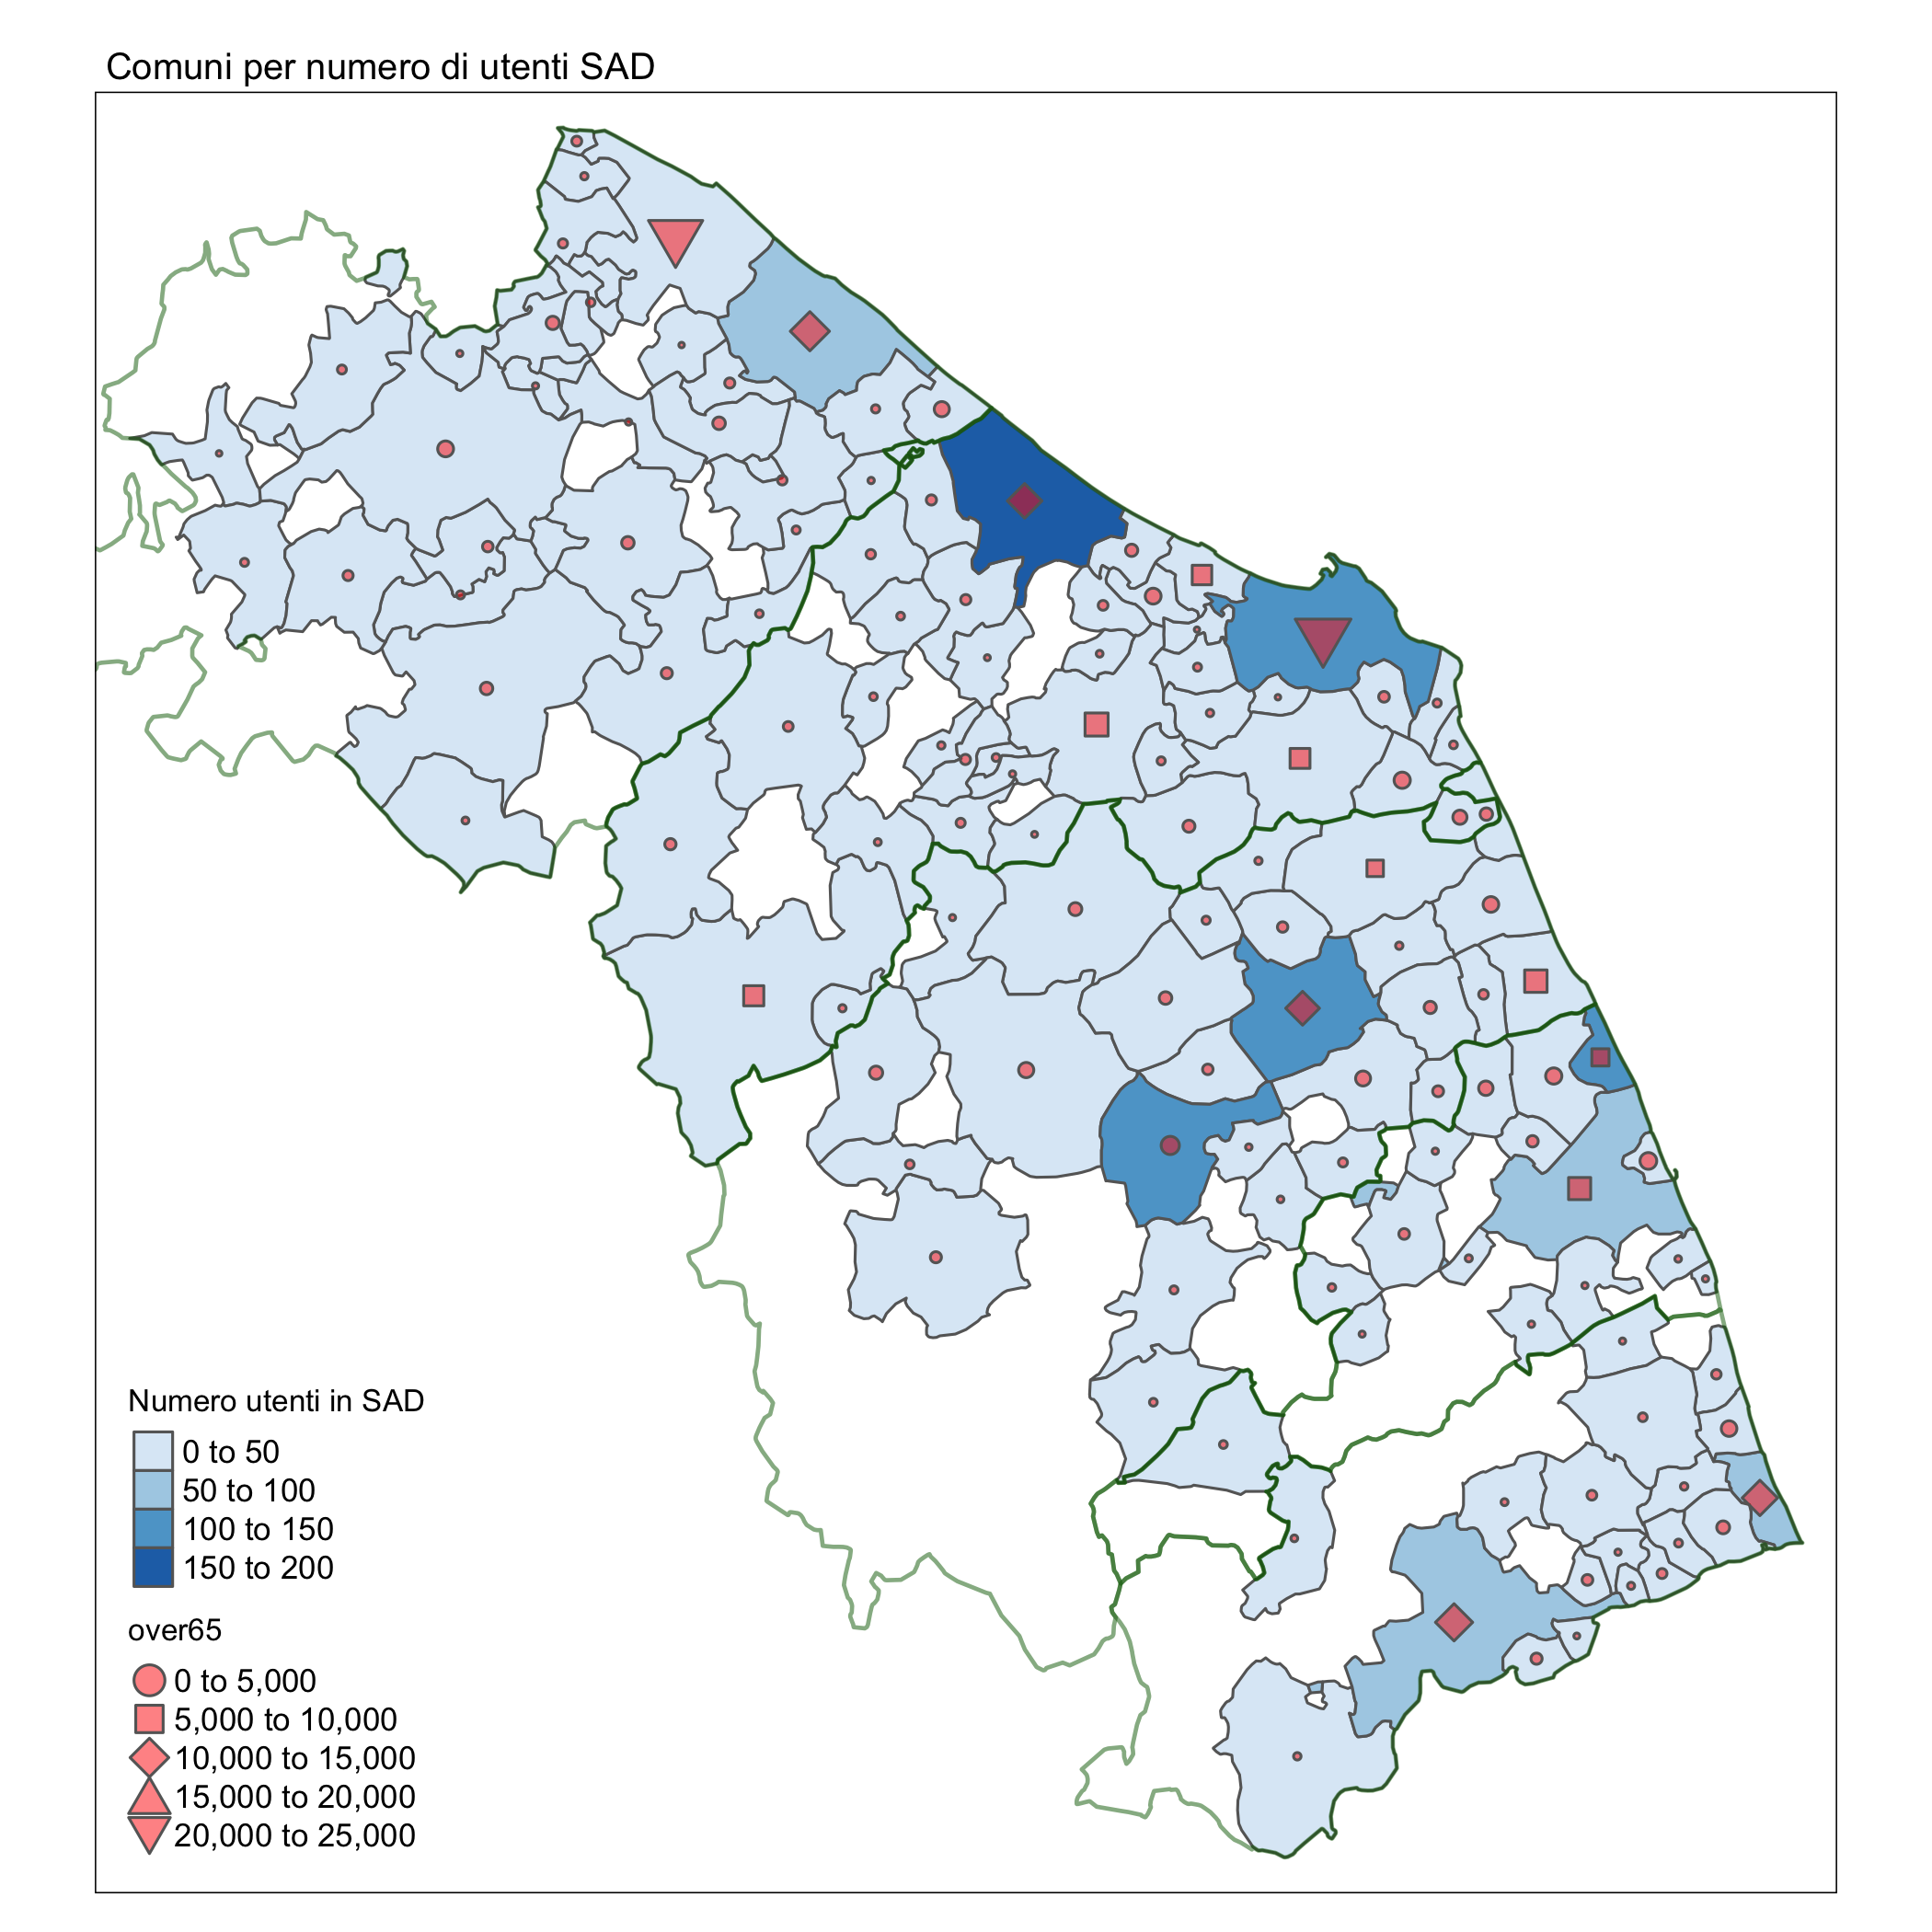 Comuni per numero di utenti SAD
Numero utenti in SAD
0 to 50
50 to 100
100 to 150
150 to 200
over65
0 to 5,000
5,000 to 10,000
10,000 to 15,000
15,000 to 20,000
20,000 to 25,000